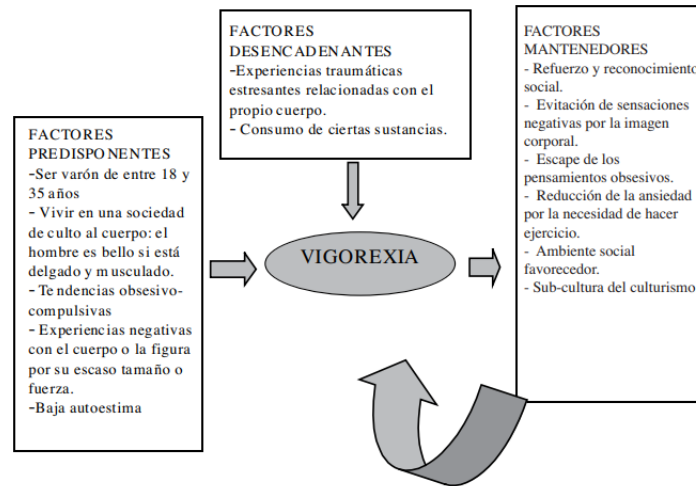 FACTORES
PREDISPONENTES
-Ser varón de entre 18 y
35 años
- Vivir en una sociedad
de culto al cuerpo: el
hombre es bello si está
delgado y musculado.
- Tendencias obsesivo-
compulsivas
- Experiencias negativas
con el cuerpo o la figura
por su escaso tamaño o
fuerza.
-Baja autoestima
FACTORES
DESENCADENANTES
-Experiencias traumáticas
estresantes relacionadas con el
propio cuerpo.
- Consumo de ciertas sustancias.
VIGOREXIA
FACTORES
MANTENEDORES
- Refuerzo y reconocimiento
social.
- Evitación de sensaciones
negativas por la imagen
corporal.
- Escape de los
pensamientos obsesivos.
- Reducción de la ansiedad
por la necesidad de hacer
ejercicio.
- Ambiente social
favorecedor.
- Sub-cultura del culturismo